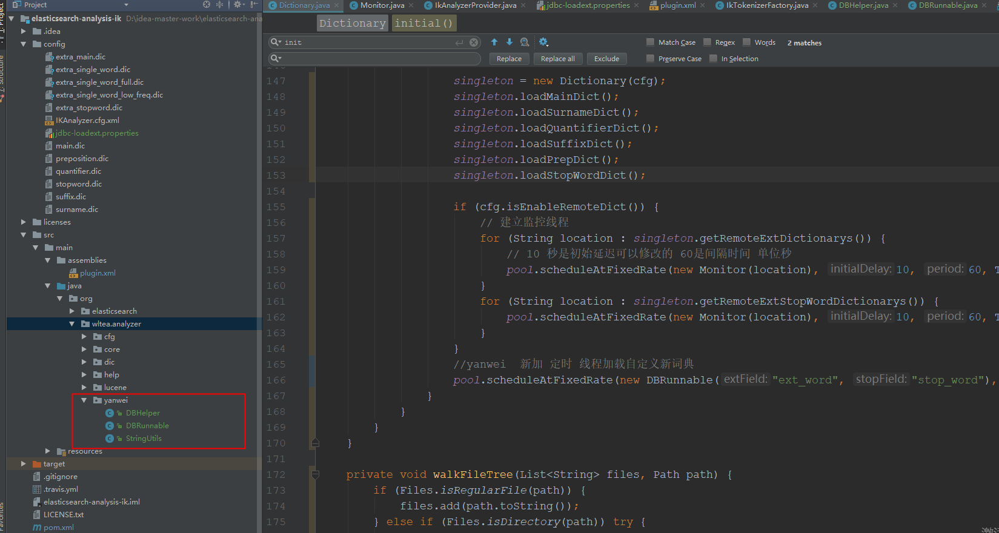 Project
Dictionary.java
Monitor.java
IkAnalyzerProvider.java
jdbc-loadext.properties
plugin.xml
IkTokenizerFactory.java
DBHelper.java
DBRunnable.java
1: Project
elasticsearch-analysis-ik D:\idea-master-work\elasticsearch-ana
.idea
config
extra_main.dic
extra_single_word.dic
extra_single_word_full.dic
extra_single_word_low_freq.dic
extra_stopword.dic
IKAnalyzer.cfg.xml
jdbc-loadext.properties
main.dic
preposition.dic
quantifier.dic
stopword.dic
suffix.dic
surname.dic
licenses
src
main
assemblies
plugin.xml
java
org
elasticsearch
wltea.analyzer
cfg
core
dic
help
lucene
yanwei
DBHelper
DBRunnable
StringUtils
resources
target
.gitignore
.travis.yml
elasticsearch-analysis-ik.iml
LICENSE.txt
pom.xml
7: Structure
Favorites
Dictionary initial()
init
Match Case Regex Words 2 matches
Replace Replace all Exclude Preserve Case In Selection
147 singleton = new Dictionary(cfg);
148 singleton.loadMainDict();
149 singleton.loadSurnameDict();
150 singleton.loadQuantifierDict();
151 singleton.loadSuffixDict();
152 singleton.loadPrepDict();
153 singleton.loadStopWordDict();
154
155 if (cfg.isEnableRemoteDict()) {
156 // 建立监控线程
157 for (String location : singleton.getRemoteExtDictionarys()) {
158 // 10 秒是初始延迟可以修改的 60是间隔时间 单位秒
159 pool.scheduleAtFixedRate(new Monitor(location), initialDelay: 10, period: 60, T
160 }
161 for (String location : singleton.getRemoteExtStopWordDictionarys()) {
162 pool.scheduleAtFixedRate(new Monitor(location), initialDelay: 10, period: 60, T
163 }
164 }
165 //yanwei 新加 定时 线程加载自定义新词典
166 pool.scheduleAtFixedRate(new DBRunnable( extField: "ext_word", stopField: "stop_word"),
167 }
168 }
169 }
170 }
171
172 private void walkFileTree(List<String> files, Path path) {
173 if (Files.isRegularFile(path)) {
174 files.add(path.toString());
175 } else if (Files.isDirectory(path)) try {